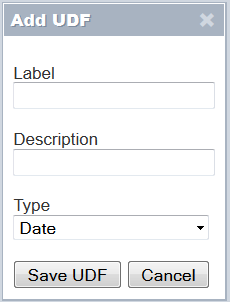 Add UDF
Label
Description
Type
Date
Save UDF Cancel